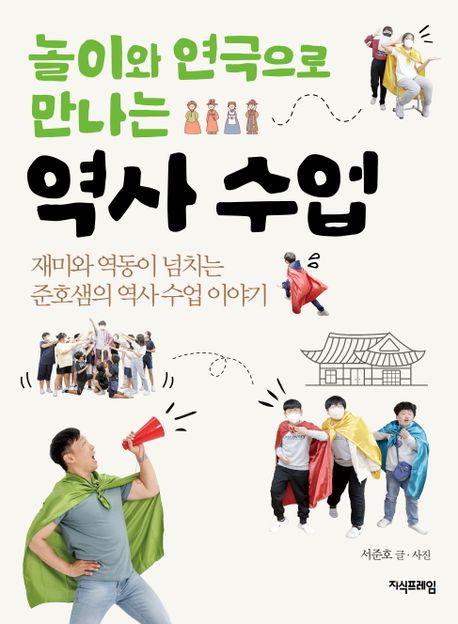 놀이와 연극으로
만나는
역사 수업
재미와 역동이 넘치는
준호샘의 역사 수업 이야기
서준호 글·사진
지식프레임